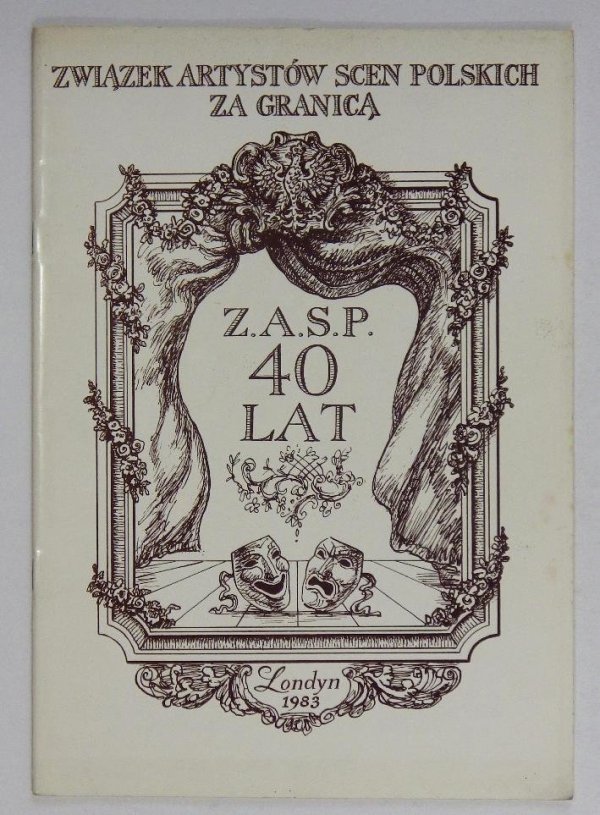 ZWIĄZEK ARTYSTÓW SCEN POLSKICH
ZA GRANICĄ
Z.A.S.P.
40
LAT
Londyn
1983